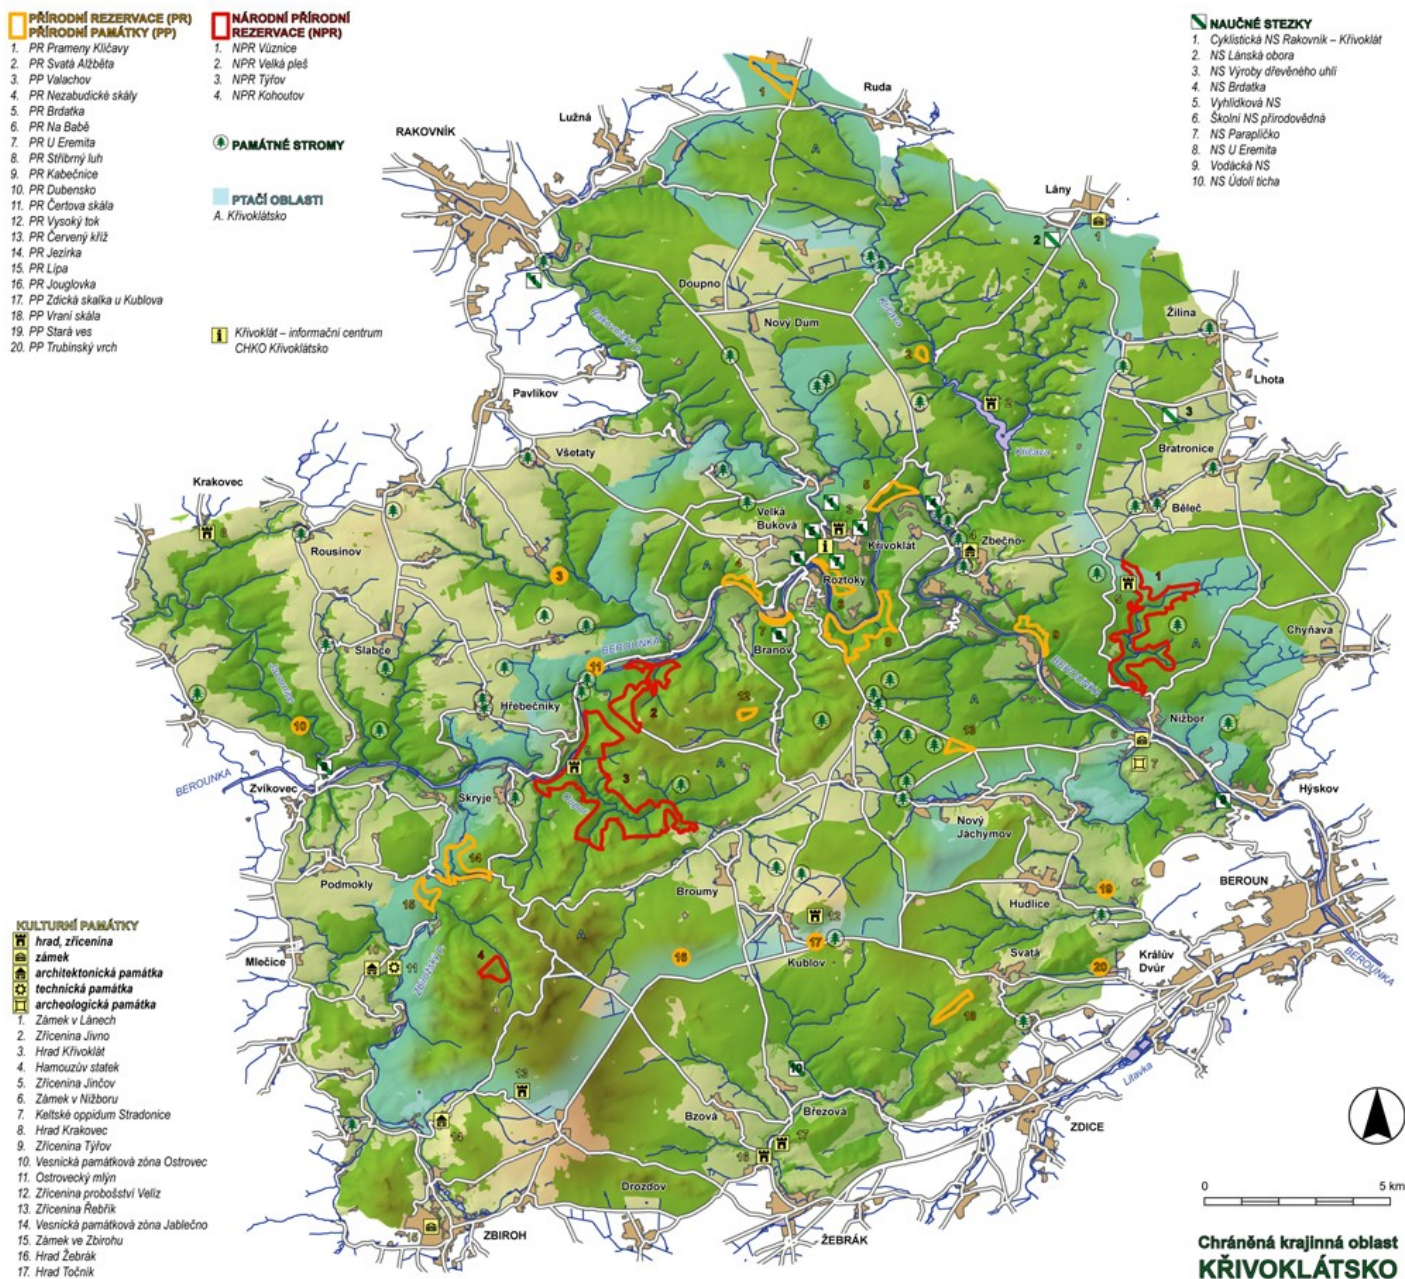 PŘÍRODNÍ REZERVACE (PR)
PŘÍRODNÍ PAMÁTKY (PP)
1. PR Prameny Klíčavy
2. PR Svatá Alžběta
3. PP Valachov
4. PR Nezabudické skály
5. PR Brdatka
6. PR Na Babě
7. PR U Eremita
8. PR Stříbrný luh
9. PR Kabečnice
10. PR Dubensko
11. PR Čertova skála
12. PR Vysoký tok
13. PR Červený kříž
14. PR Jezírka
15. PR Lípa
16. PR Jouglovka
17. PP Zdická skalka u Kublova
18. PP Vraní skála
19. PP Stará ves
20. PP Trubínský vrch
NÁRODNÍ PŘÍRODNÍ
REZERVACE (NPR)
1. NPR Vůznice
2. NPR Velká pleš
3. NPR Týřov
4. NPR Kohoutov
PAMÁTNÉ STROMY
PTAČÍ OBLASTI
A. Křivoklátsko
Křivoklát – informační centrum
CHKO Křivoklátsko
NAUČNÉ STEZKY
1. Cyklistická NS Rakovník – Křivoklát
2. NS Lánská obora
3. NS Výroby dřevěného uhlí
4. NS Brdatka
5. Vyhlídková NS
6. Školní NS přírodovědná
7. NS Paraplíčko
8. NS U Eremita
9. Vodácká NS
10. NS Údolí ticha
Ruda
Lužná
RAKOVNÍK
Lány
Doupno
Nový Dům
Žilina
Lhota
Rakovnický p.
Klíčava
Pavlíkov
Bratronice
Všetaty
Klíčava
Krakovec
Velká
Buková
Běleč
Rousínov
Křivoklát
Zbečno
Roztoky
Chyňava
Slabce
BEROUNKA
Branov
BEROUNKA
Javornice
Hřebečníky
Nižbor
BEROUNKA
Zvíkovec
Skryje
Hýskov
Nový
Jáchymov
Podmokly
Broumy
BEROUN
Hudlice
Mlečice
Kublov
Svatá
Králův
Dvůr
BEROUNKA
Zbirožský p.
Litavka
Bzová
Březová
ZDICE
Drozdov
ZBIROH
ŽEBRÁK
KULTURNÍ PAMÁTKY
hrad, zřícenina
zámek
architektonická památka
technická památka
archeologická památka
1. Zámek v Lánech
2. Zřícenina Jivno
3. Hrad Křivoklát
4. Hamouzův statek
5. Zřícenina Jinčov
6. Zámek v Nižboru
7. Keltské oppidum Stradonice
8. Hrad Krakovec
9. Zřícenina Týřov
10. Vesnická památková zóna Ostrovec
11. Ostrovecký mlýn
12. Zřícenina proboštství Velíz
13. Zřícenina Řebřík
14. Vesnická památková zóna Jablečno
15. Zámek ve Zbirohu
16. Hrad Žebrák
17. Hrad Točník
0 5 km
Chráněná krajinná oblast
KŘIVOKLÁTSKO